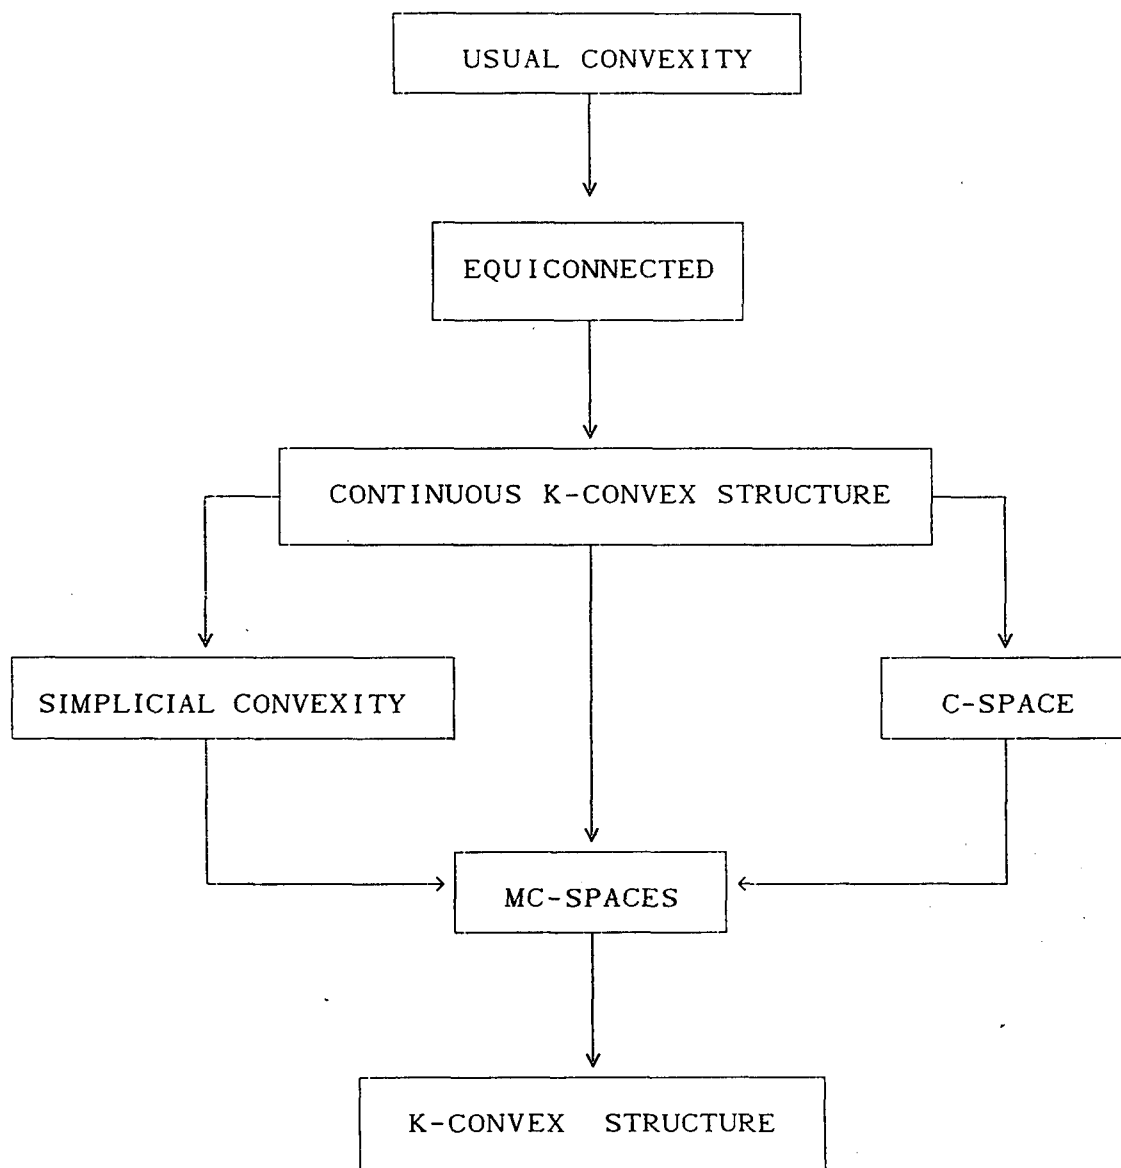 USUAL CONVEXITY
EQUICONNECTED
CONTINUOUS K-CONVEX STRUCTURE
SIMPLICIAL CONVEXITY
C-SPACE
MC-SPACES
K-CONVEX STRUCTURE